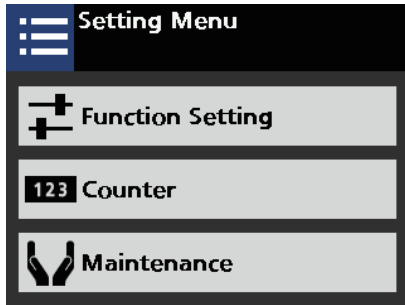 Setting Menu
Function Setting
123 Counter
Maintenance